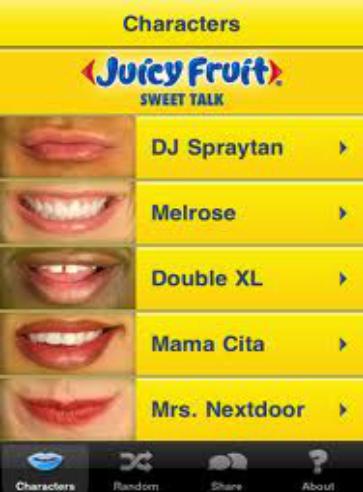 Characters
Juicy Fruit
SWEET TALK
DJ Spraytan
Melrose
Double XL
Mama Cita
Mrs. Nextdoor
Characters Random Share About